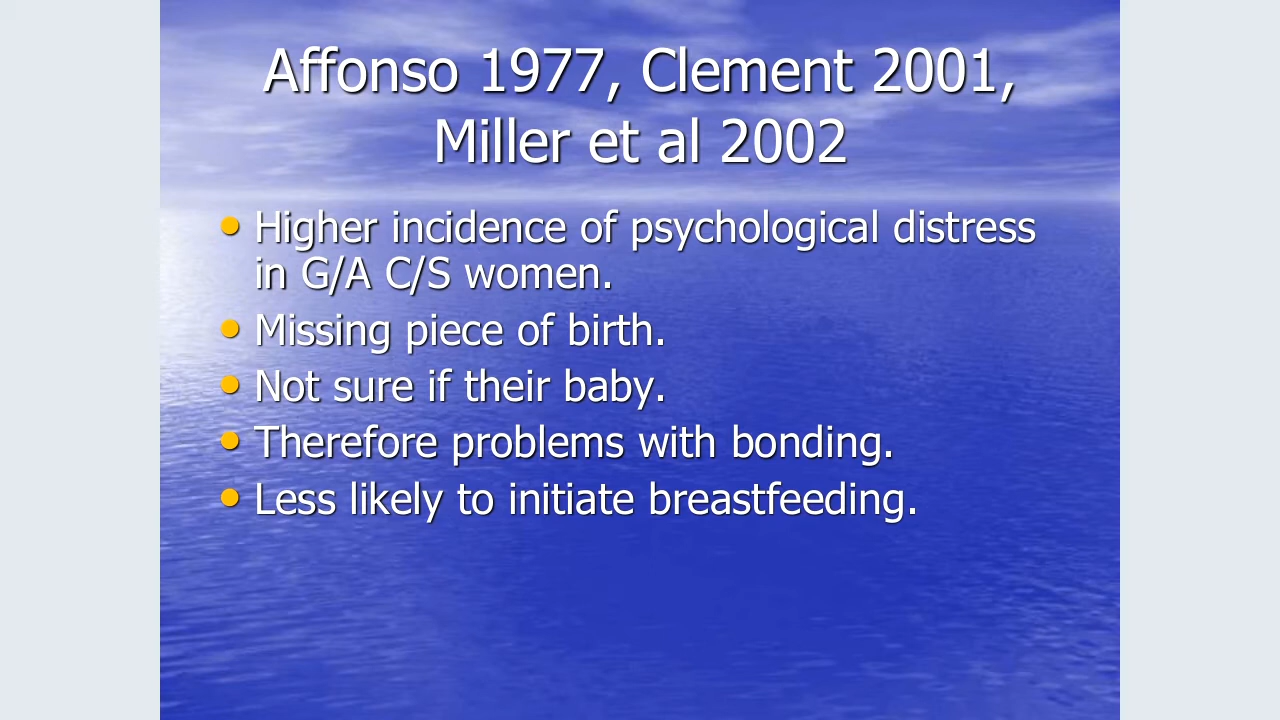 Affonso 1977, Clement 2001,
Miller et al 2002
• Higher incidence of psychological distress
in G/A C/S women.
• Missing piece of birth.
• Not sure if their baby.
• Therefore problems with bonding.
• Less likely to initiate breastfeeding.